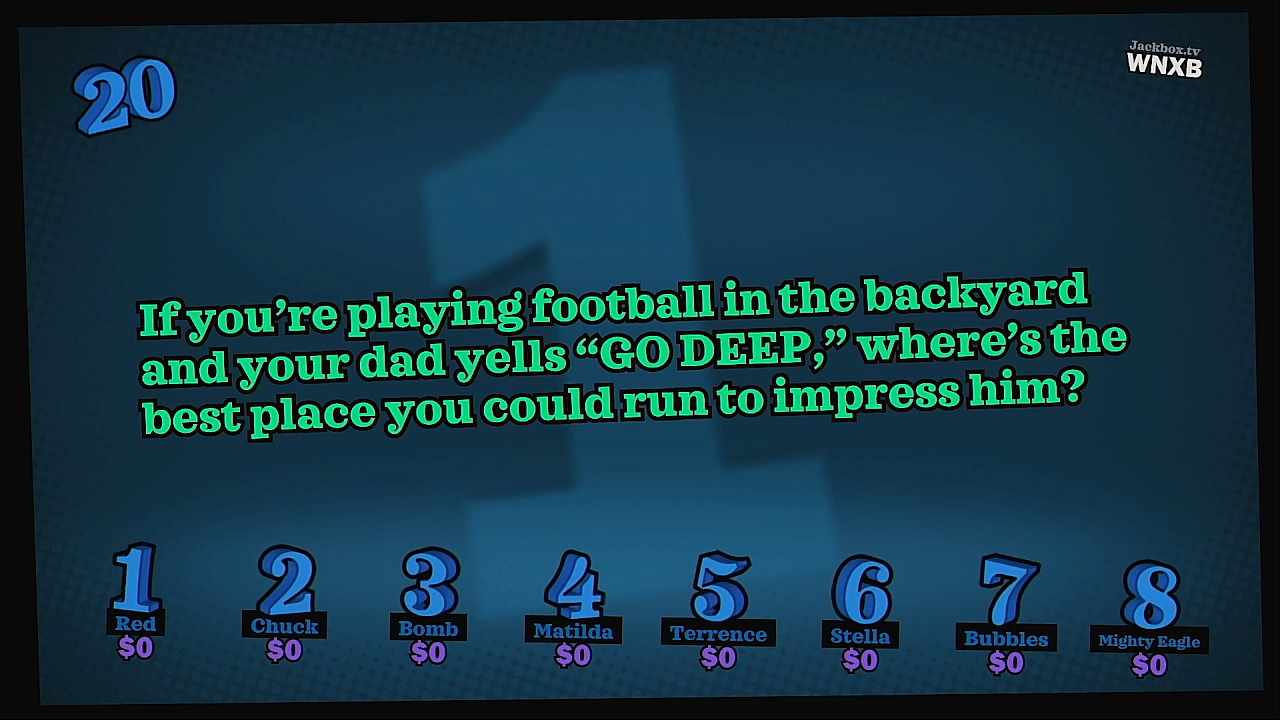 20
Jackbox.tv
WNXB
If you’re playing football in the backyard
and your dad yells “GO DEEP,” where’s the
best place you could run to impress him?
1 2 3 4 5 6 7 8
Red Chuck Bomb Matilda Terrence Stella Bubbles Mighty Eagle
$0 $0 $0 $0 $0 $0 $0 $0
1